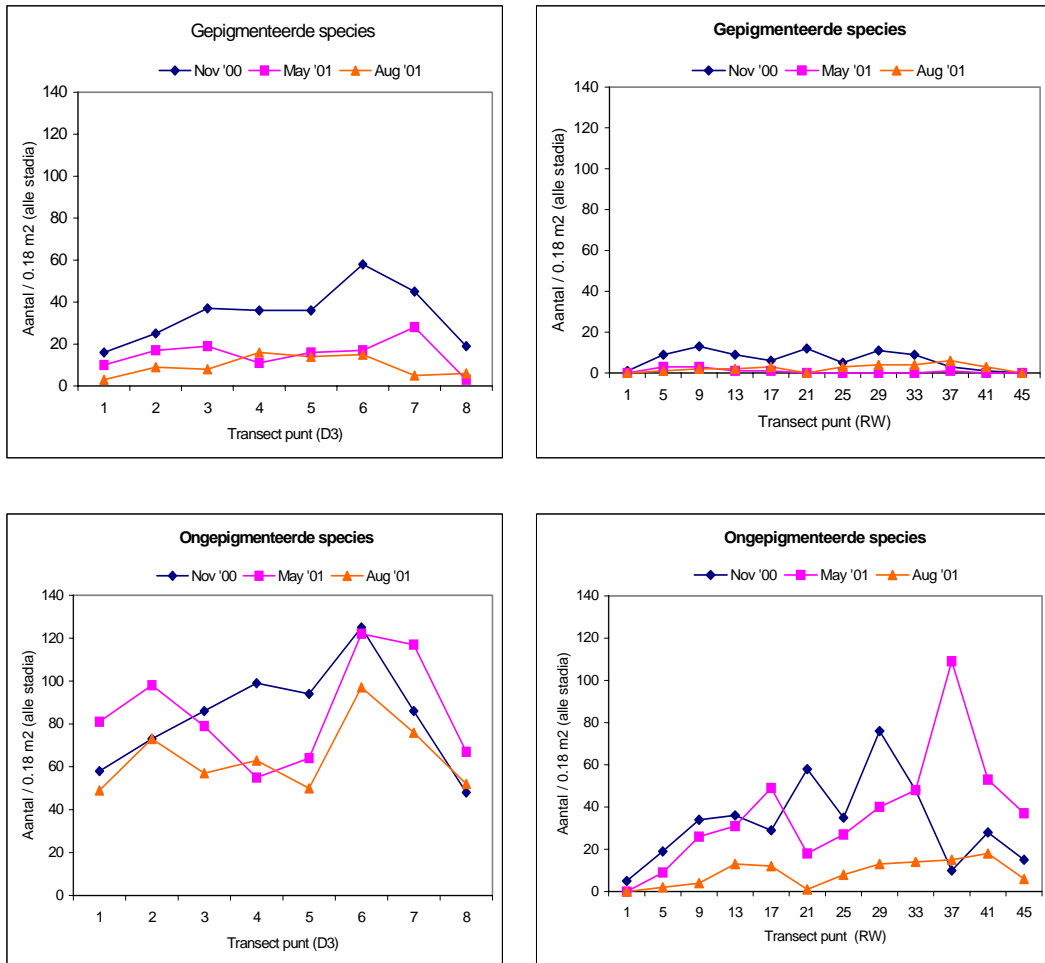 Gepigmenteerde species
Nov '00 May '01 Aug '01
Aantal / 0.18 m2 (alle stadia)
140
120
100
80
60
40
20
0
1 2 3 4 5 6 7 8
Transect punt (D3)
Gepigmenteerde species
Nov '00 May '01 Aug '01
Aantal / 0.18 m2 (alle stadia)
140
120
100
80
60
40
20
0
1 5 9 13 17 21 25 29 33 37 41 45
Transect punt (RW)
Ongepigmenteerde species
Nov '00 May '01 Aug '01
Aantal / 0.18 m2 (alle stadia)
140
120
100
80
60
40
20
0
1 2 3 4 5 6 7 8
Transect punt (D3)
Ongepigmenteerde species
Nov '00 May '01 Aug '01
Aantal / 0.18 m2 (alle stadia)
140
120
100
80
60
40
20
0
1 5 9 13 17 21 25 29 33 37 41 45
Transect punt (RW)